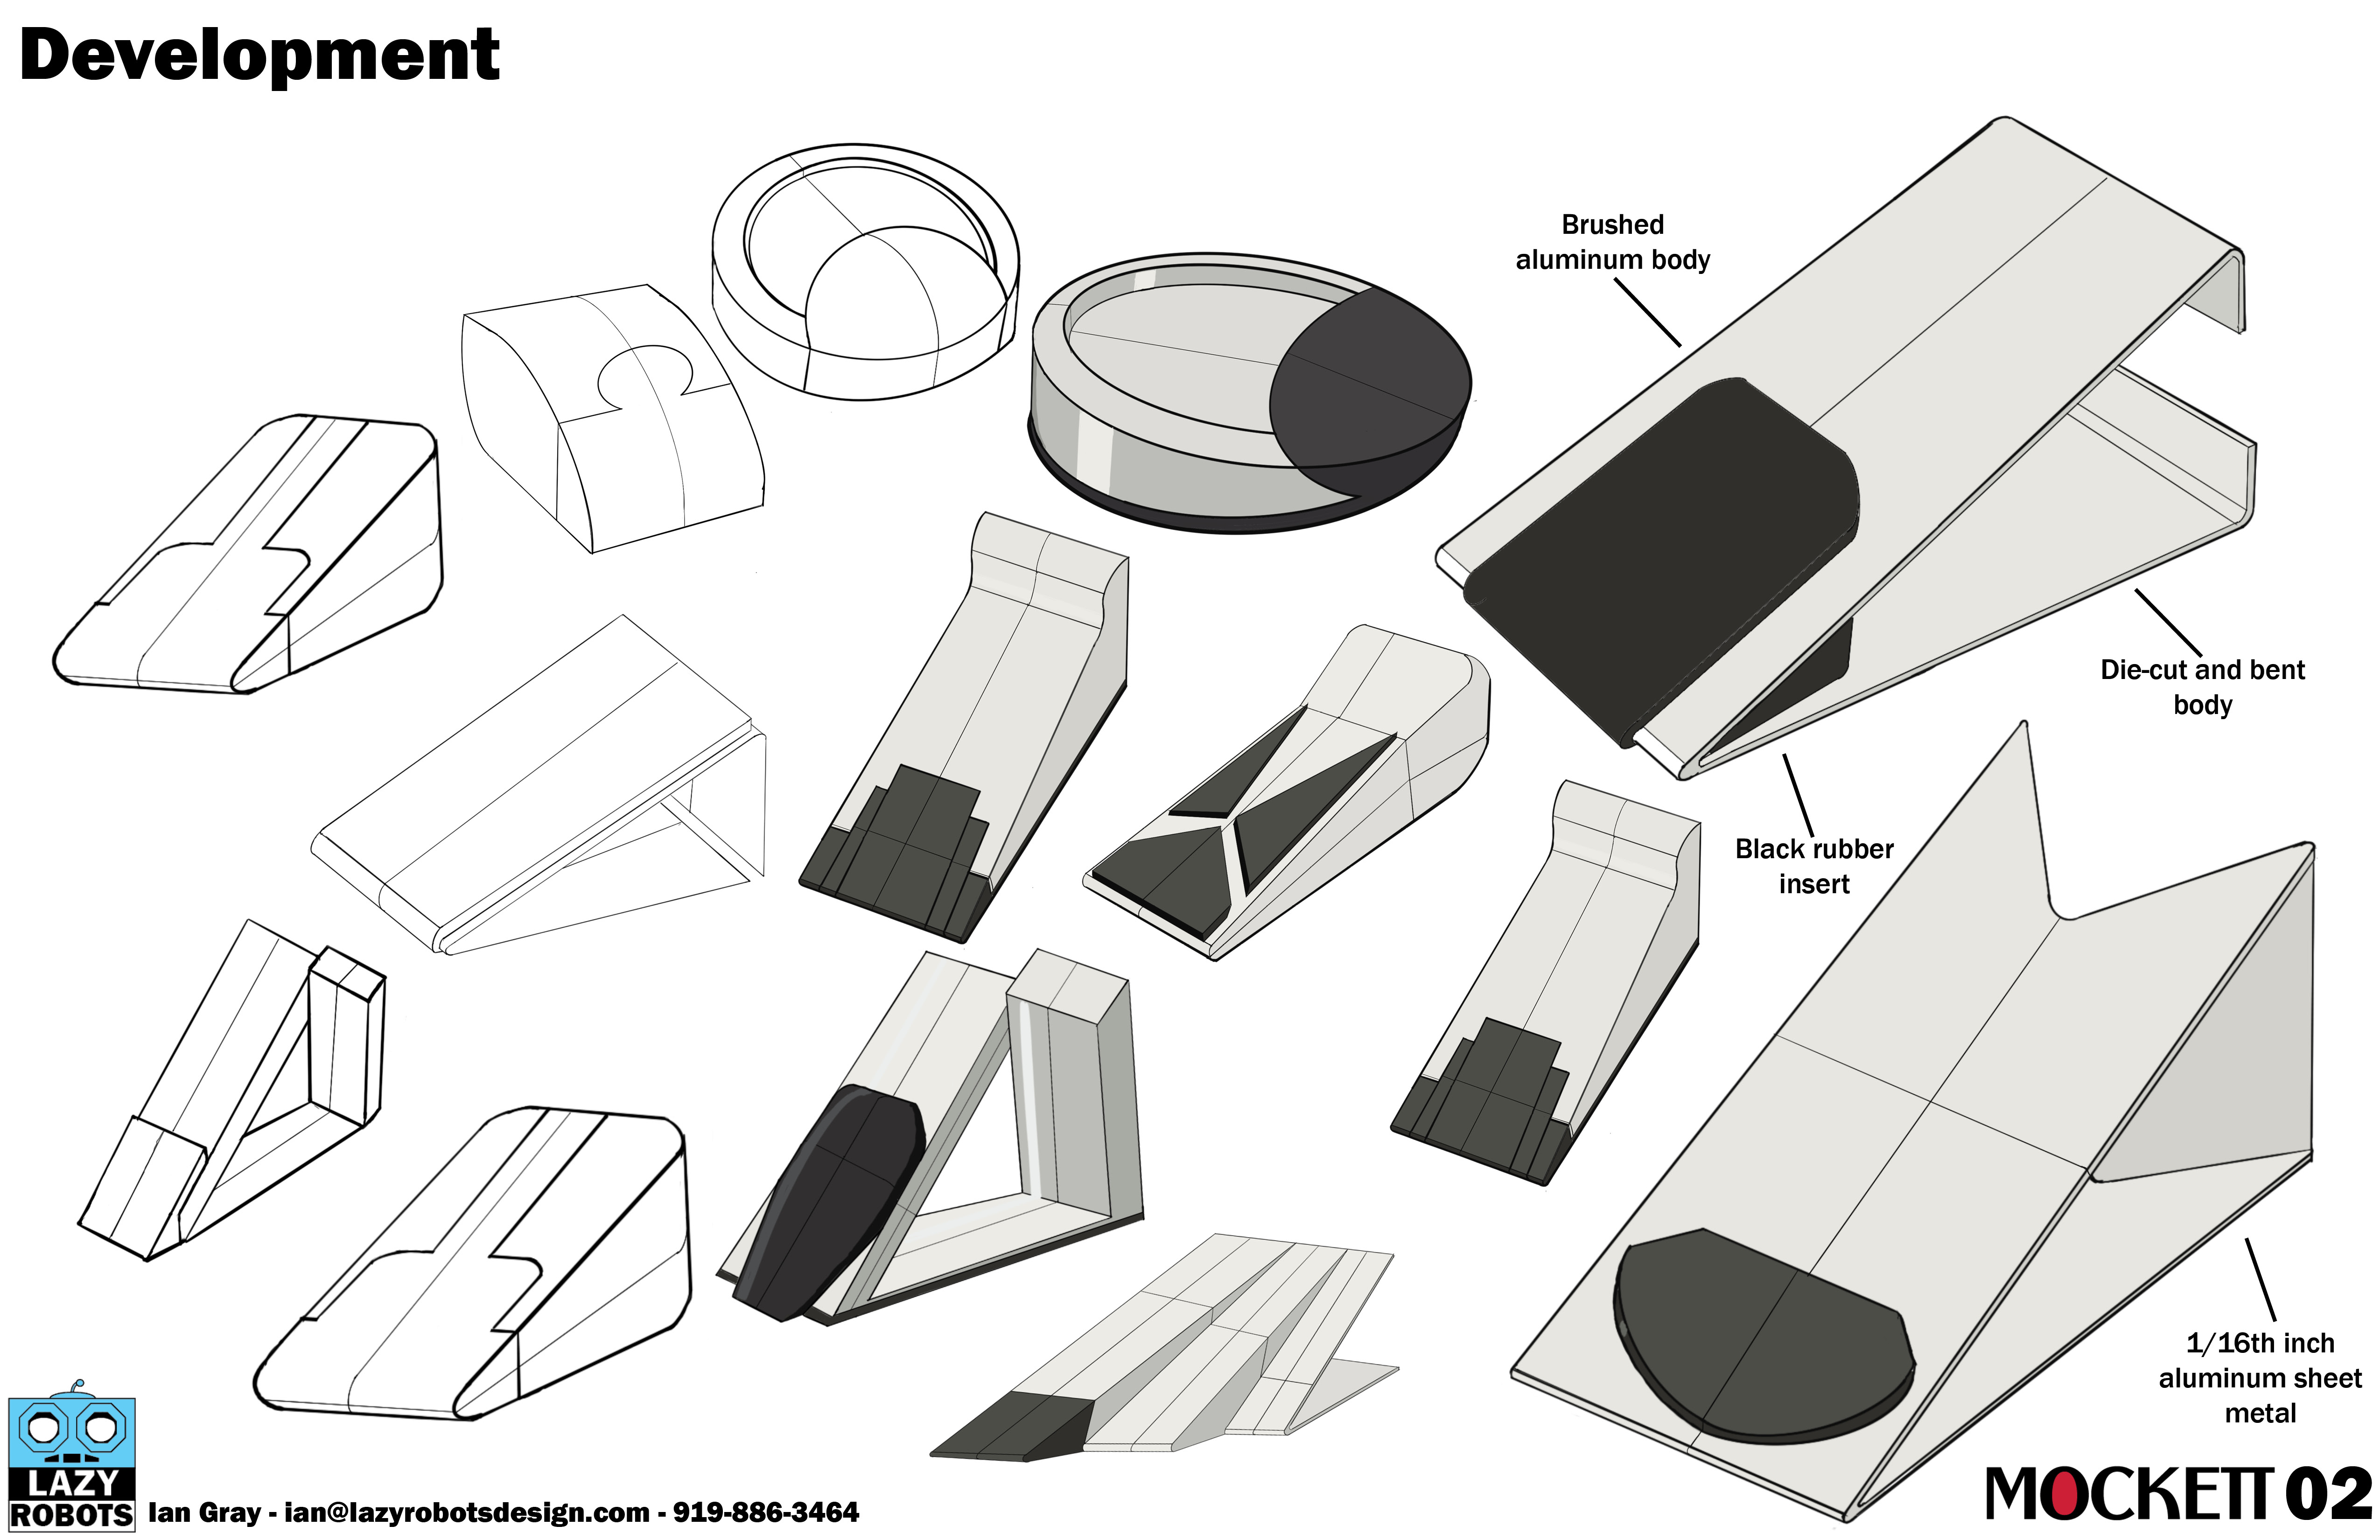 Development
Brushed
aluminum body
Die-cut and bent
body
Black rubber
insert
1/16th inch
aluminum sheet
metal
LAZY
ROBOTS
Ian Gray - ian@lazyrobotsdesign.com - 919-886-3464
MOCKETT 02